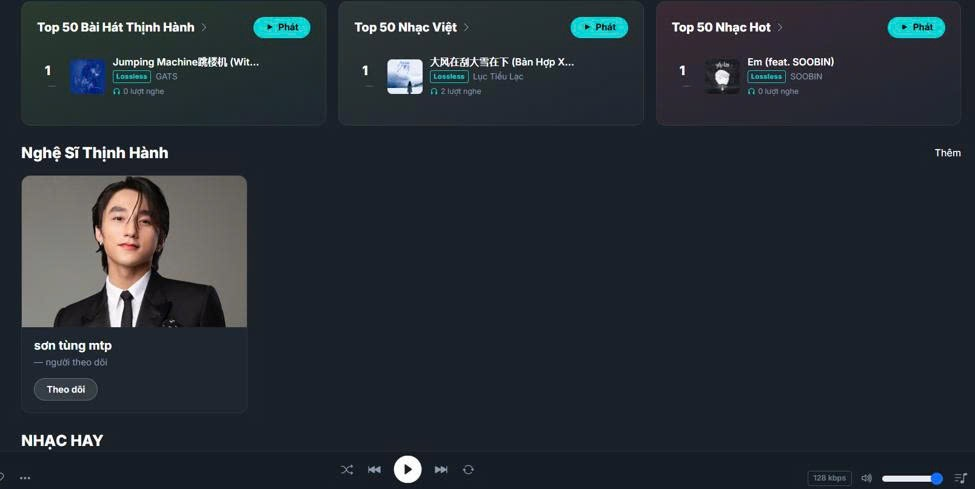 Top 50 Bài Hát Thịnh Hành
Phát
1
Jumping Machine跳楼机 (Wit...
Lossless GATS
0 lượt nghe
Top 50 Nhạc Việt
Phát
1
大风在刮大雪在下 (Bản Hợp X...
Lossless Lục Tiểu Lạc
2 lượt nghe
Top 50 Nhạc Hot
Phát
1
Em (feat. SOOBIN)
Lossless SOOBIN
0 lượt nghe
Nghệ Sĩ Thịnh Hành
Thêm
sơn tùng mtp
— người theo dõi
Theo dõi
NHẠC HAY
128 kbps